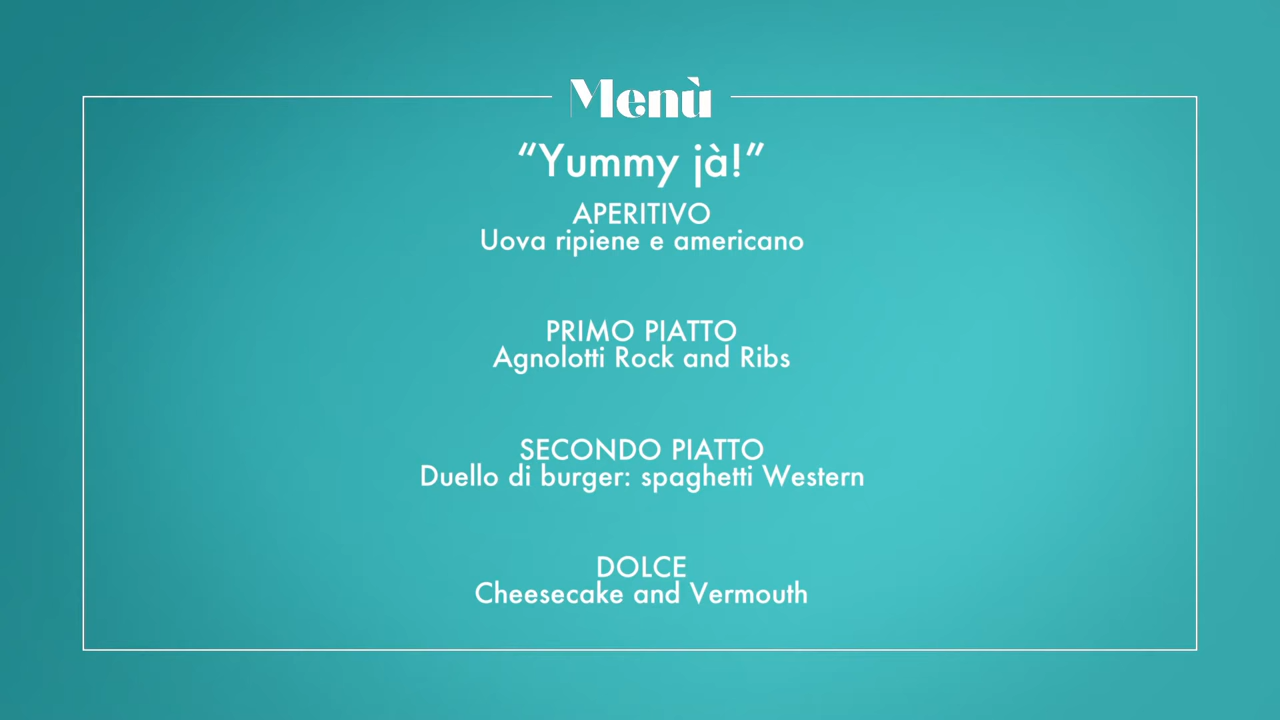 Menù
“Yummy jà!”
APERITIVO
Uova ripiene e americano
PRIMO PIATTO
Agnolotti Rock and Ribs
SECONDO PIATTO
Duello di burger: spaghetti Western
DOLCE
Cheesecake and Vermouth